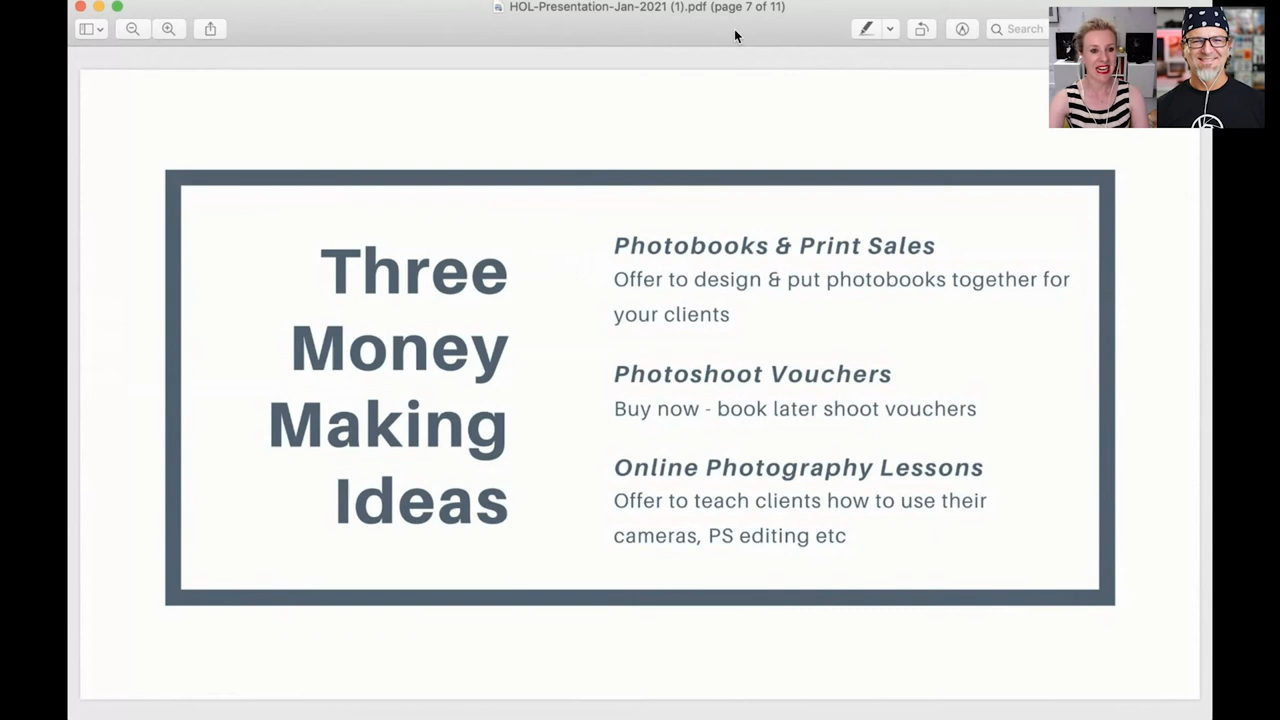 HOL-Presentation-Jan-2021 (1).pdf (page 7 of 11)
Search
Three
Money
Making
Ideas
Photobooks & Print Sales
Offer to design & put photobooks together for
your clients
Photoshoot Vouchers
Buy now - book later shoot vouchers
Online Photography Lessons
Offer to teach clients how to use their
cameras, PS editing etc